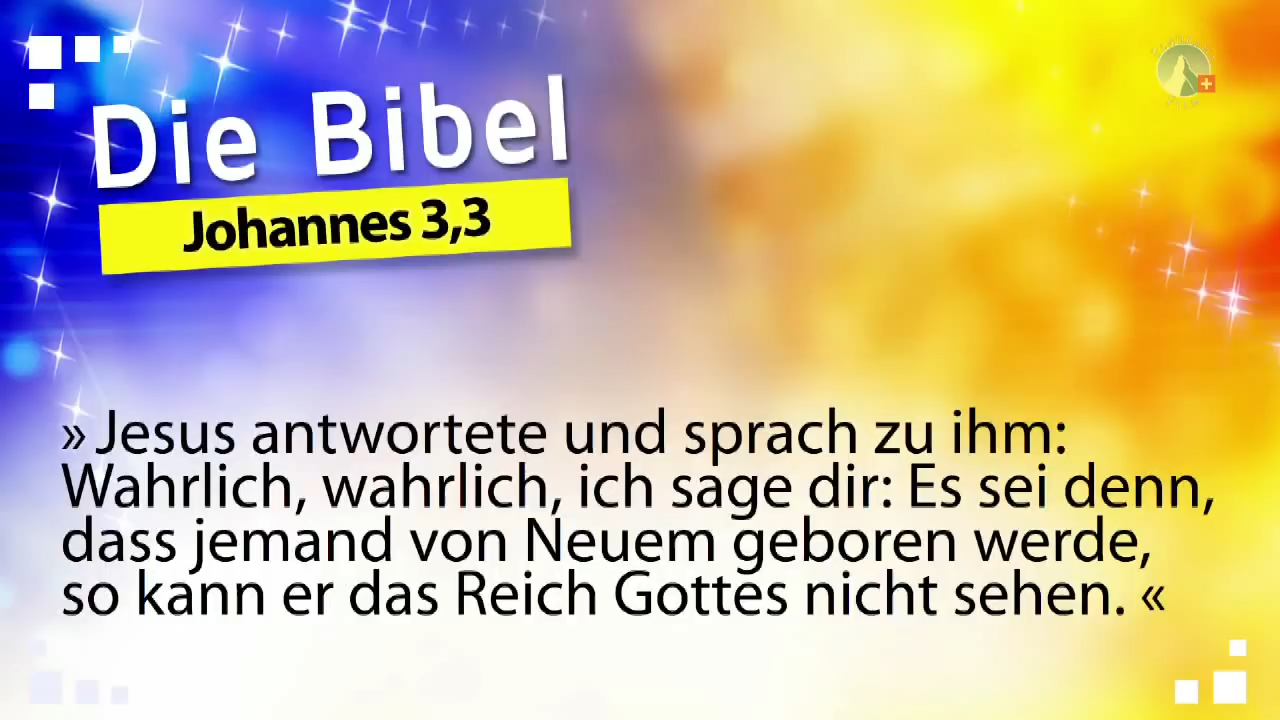 Die Bibel
Johannes 3,3
» Jesus antwortete und sprach zu ihm:
Wahrlich, wahrlich, ich sage dir: Es sei denn,
dass jemand von Neuem geboren werde,
so kann er das Reich Gottes nicht sehen. «